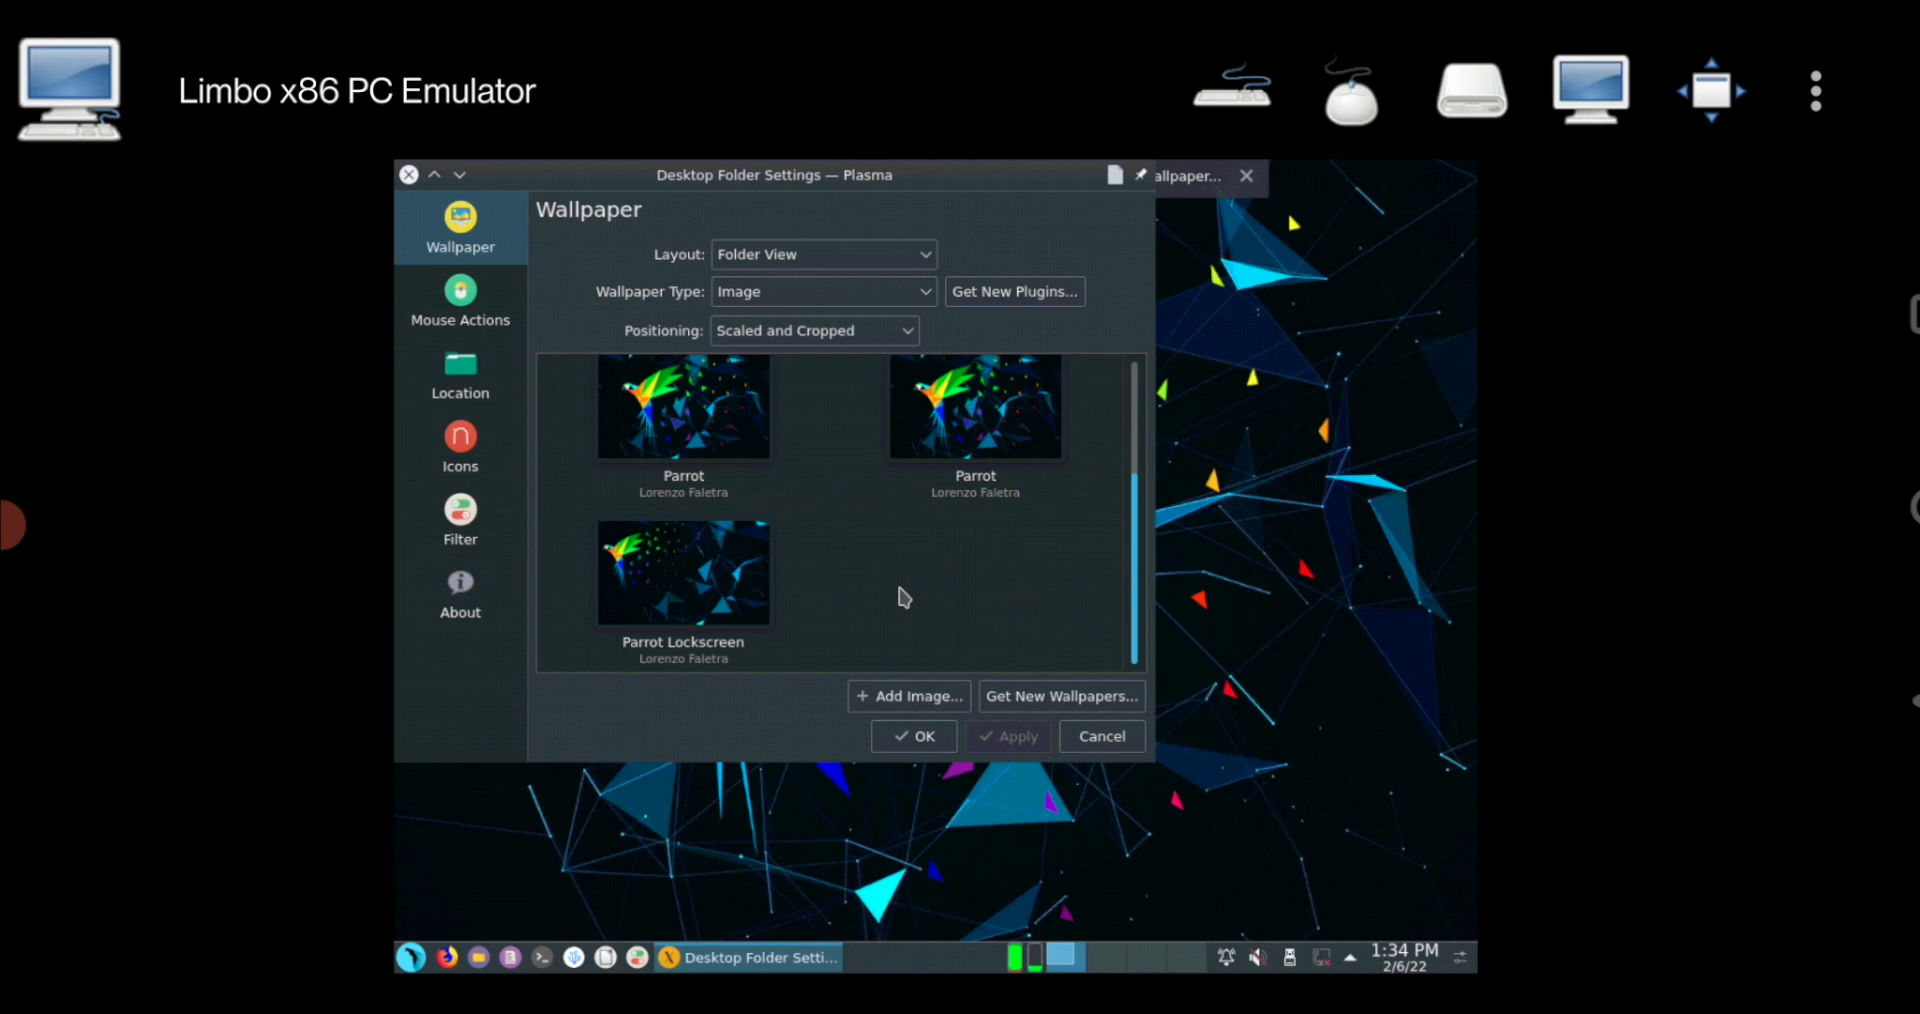 Limbo x86 PC Emulator
Desktop Folder Settings — Plasma
allpaper...
Wallpaper
Wallpaper
Layout: Folder View
Wallpaper Type: Image Get New Plugins...
Mouse Actions
Positioning: Scaled and Cropped
Location
Icons
Filter
About
Parrot
Lorenzo Faletra
Parrot
Lorenzo Faletra
Parrot Lockscreen
Lorenzo Faletra
+ Add Image... Get New Wallpapers...
OK Apply Cancel
Desktop Folder Setti...
1:34 PM
2/6/22